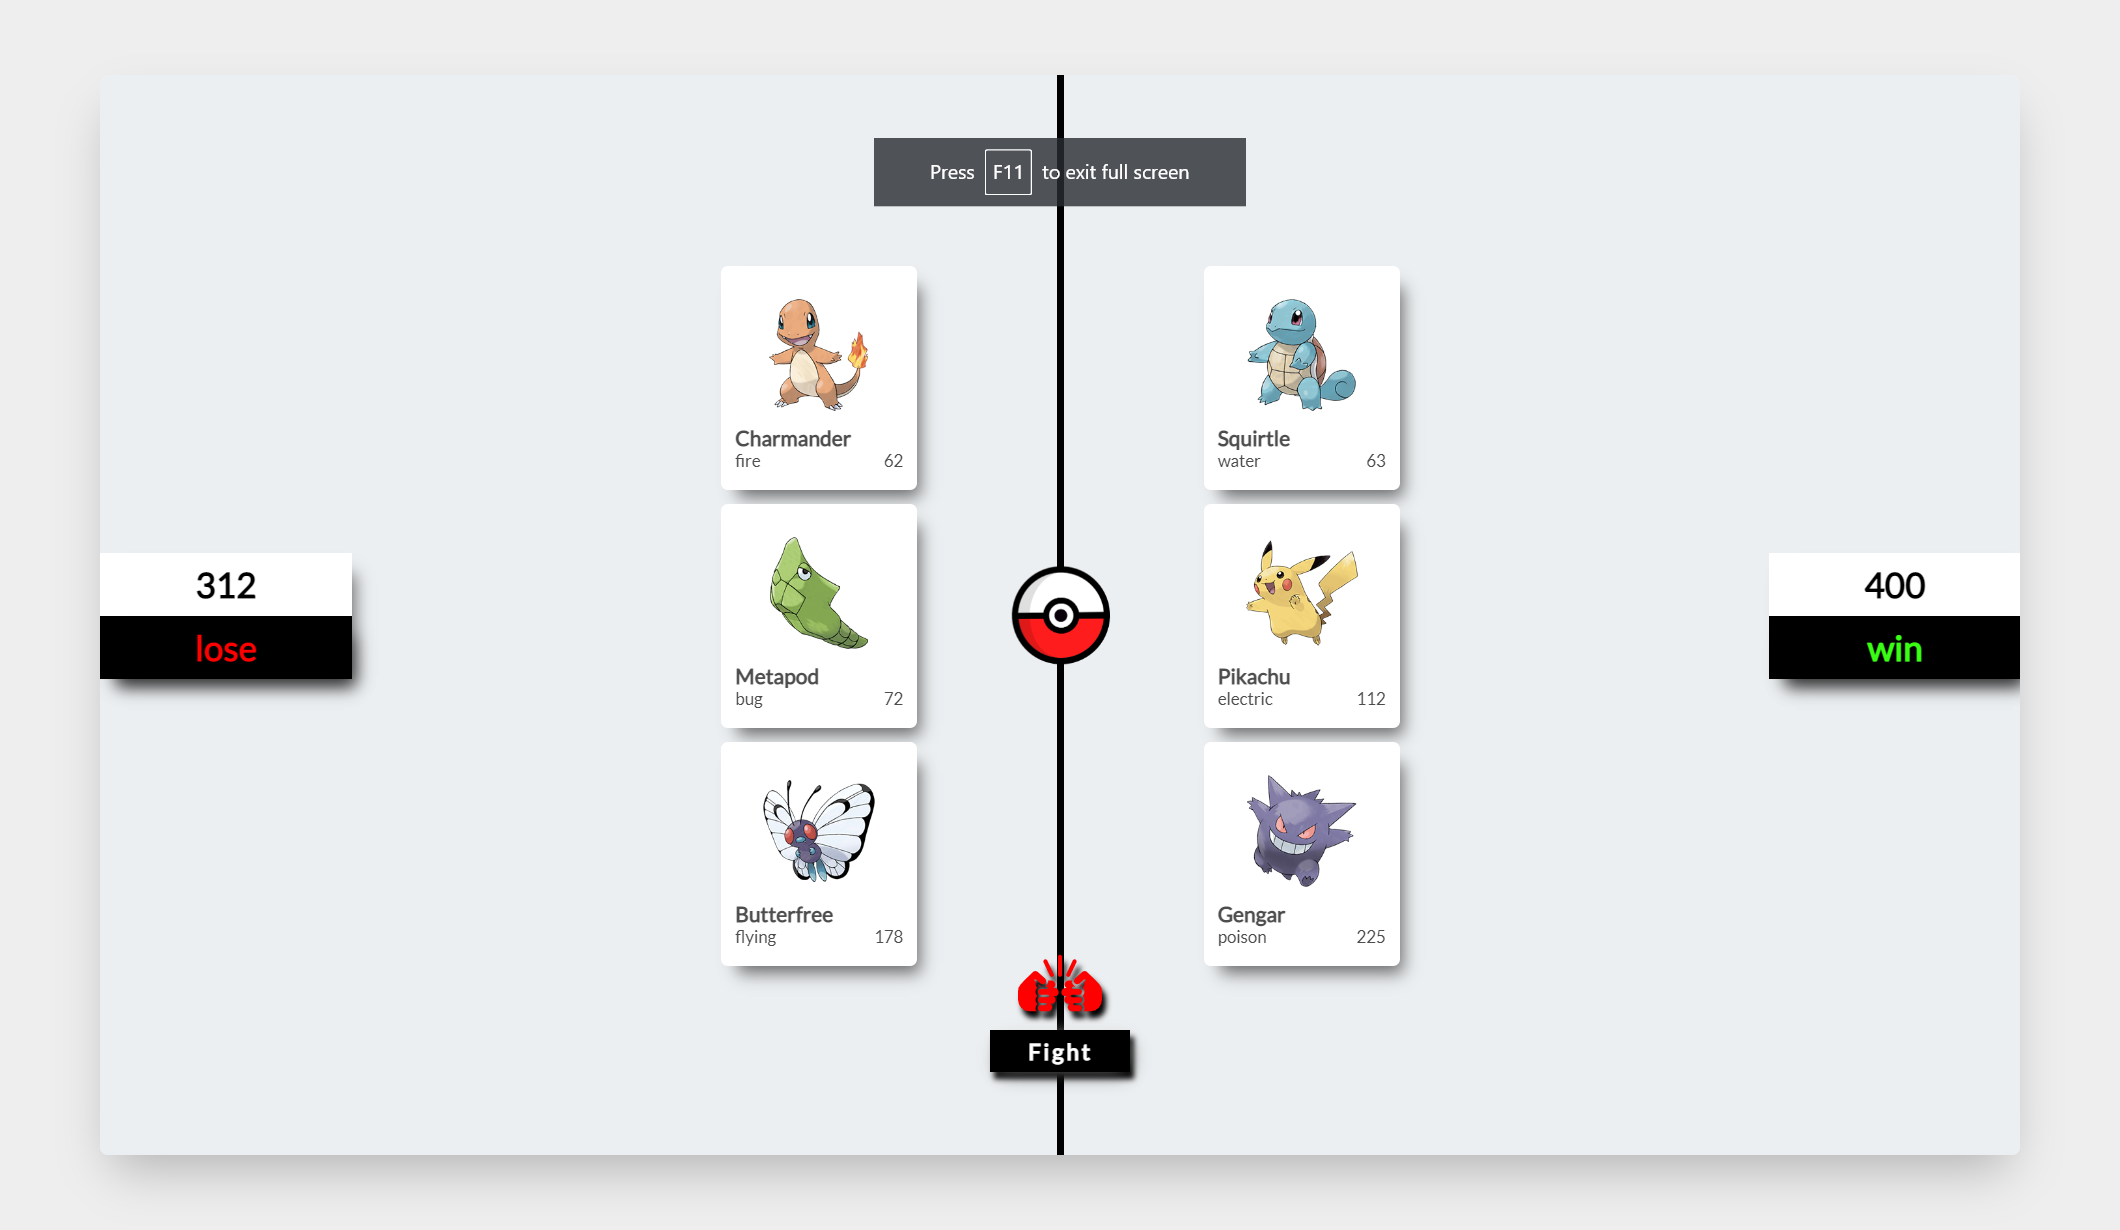 Press F11 to exit full screen
Charmander
fire 62
Squirtle
water 63
312
lose
Metapod
bug 72
Pikachu
electric 112
400
win
Butterfree
flying 178
Gengar
poison 225
Fight